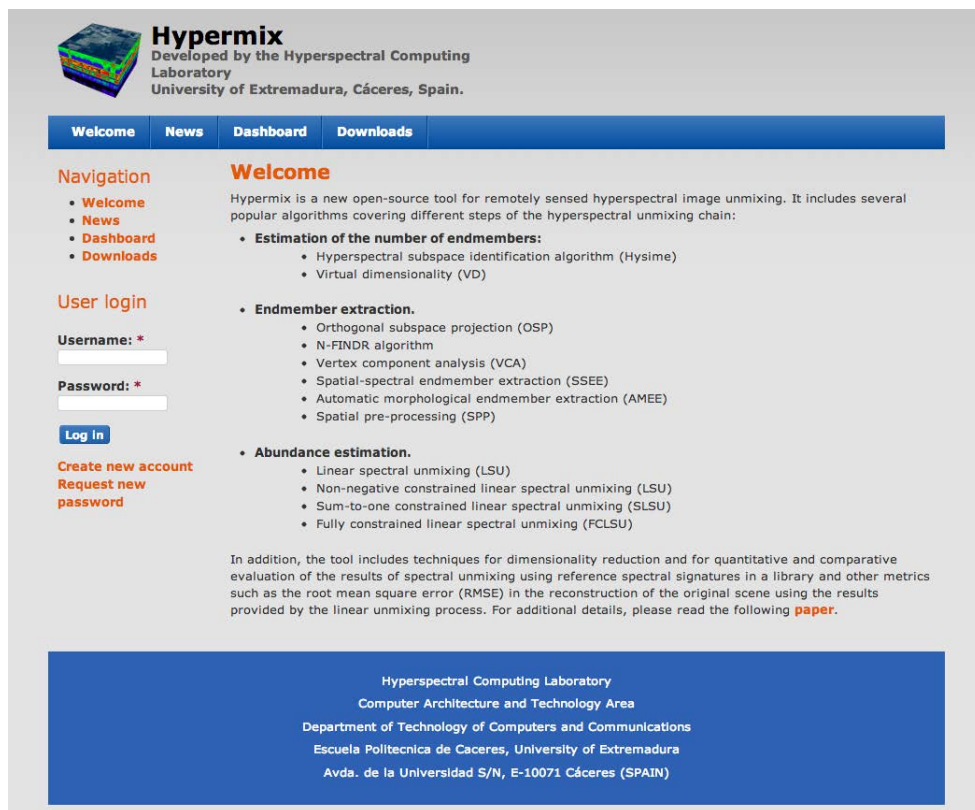 Hypermix
Developed by the Hyperspectral Computing
Laboratory
University of Extremadura, Cáceres, Spain.
Welcome News Dashboard Downloads
Navigation
• Welcome
• News
• Dashboard
• Downloads
User login
Username: *
Password: *
Log in
Create new account
Request new
password
Welcome
Hypermix is a new open-source tool for remotely sensed hyperspectral image unmixing. It includes several
popular algorithms covering different steps of the hyperspectral unmixing chain:
• Estimation of the number of endmembers:
• Hyperspectral subspace identification algorithm (Hysime)
• Virtual dimensionality (VD)
• Endmember extraction.
• Orthogonal subspace projection (OSP)
• N-FINDR algorithm
• Vertex component analysis (VCA)
• Spatial-spectral endmember extraction (SSEE)
• Automatic morphological endmember extraction (AMEE)
• Spatial pre-processing (SPP)
• Abundance estimation.
• Linear spectral unmixing (LSU)
• Non-negative constrained linear spectral unmixing (LSU)
• Sum-to-one constrained linear spectral unmixing (SLSU)
• Fully constrained linear spectral unmixing (FCLSU)
In addition, the tool includes techniques for dimensionality reduction and for quantitative and comparative
evaluation of the results of spectral unmixing using reference spectral signatures in a library and other metrics
such as the root mean square error (RMSE) in the reconstruction of the original scene using the results
provided by the linear unmixing process. For additional details, please read the following paper.
Hyperspectral Computing Laboratory
Computer Architecture and Technology Area
Department of Technology of Computers and Communications
Escuela Politecnica de Caceres, University of Extremadura
Avda. de la Universidad S/N, E-10071 Cáceres (SPAIN)